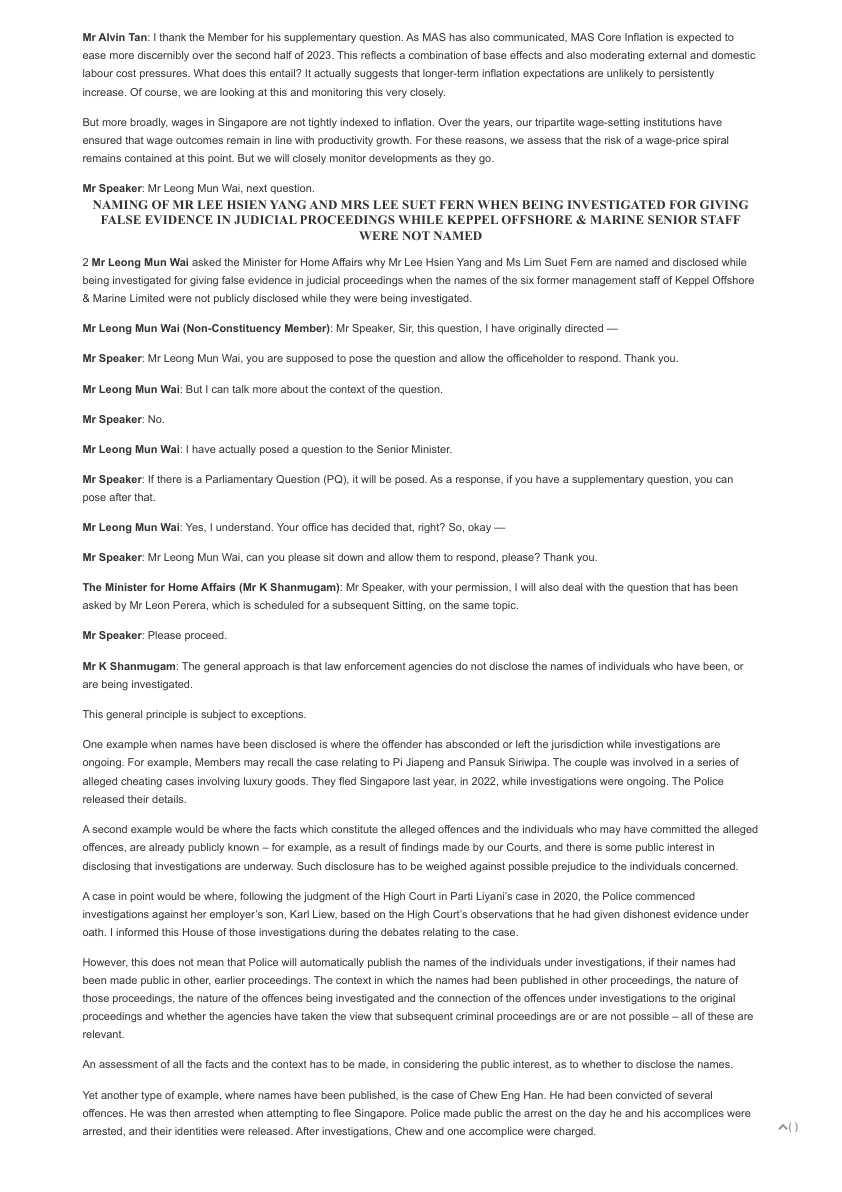 Mr Alvin Tan: I thank the Member for his supplementary question. As MAS has also communicated, MAS Core Inflation is expected to
ease more discernibly over the second half of 2023. This reflects a combination of base effects and also moderating external and domestic
labour cost pressures. What does this entail? It actually suggests that longer-term inflation expectations are unlikely to persistently
increase. Of course, we are looking at this and monitoring this very closely.
But more broadly, wages in Singapore are not tightly indexed to inflation. Over the years, our tripartite wage-setting institutions have
ensured that wage outcomes remain in line with productivity growth. For these reasons, we assess that the risk of a wage-price spiral
remains contained at this point. But we will closely monitor developments as they go.
Mr Speaker: Mr Leong Mun Wai, next question.
NAMING OF MR LEE HSIEN YANG AND MRS LEE SUET FERN WHEN BEING INVESTIGATED FOR GIVING
FALSE EVIDENCE IN JUDICIAL PROCEEDINGS WHILE KEPPEL OFFSHORE & MARINE SENIOR STAFF
WERE NOT NAMED
2 Mr Leong Mun Wai asked the Minister for Home Affairs why Mr Lee Hsien Yang and Ms Lim Suet Fern are named and disclosed while
being investigated for giving false evidence in judicial proceedings when the names of the six former management staff of Keppel Offshore
& Marine Limited were not publicly disclosed while they were being investigated.
Mr Leong Mun Wai (Non-Constituency Member): Mr Speaker, Sir, this question, I have originally directed —
Mr Speaker: Mr Leong Mun Wai, you are supposed to pose the question and allow the officeholder to respond. Thank you.
Mr Leong Mun Wai: But I can talk more about the context of the question.
Mr Speaker: No.
Mr Leong Mun Wai: I have actually posed a question to the Senior Minister.
Mr Speaker: If there is a Parliamentary Question (PQ), it will be posed. As a response, if you have a supplementary question, you can
pose after that.
Mr Leong Mun Wai: Yes, I understand. Your office has decided that, right? So, okay —
Mr Speaker: Mr Leong Mun Wai, can you please sit down and allow them to respond, please? Thank you.
The Minister for Home Affairs (Mr K Shanmugam): Mr Speaker, with your permission, I will also deal with the question that has been
asked by Mr Leon Perera, which is scheduled for a subsequent Sitting, on the same topic.
Mr Speaker: Please proceed.
Mr K Shanmugam: The general approach is that law enforcement agencies do not disclose the names of individuals who have been, or
are being investigated.
This general principle is subject to exceptions.
One example when names have been disclosed is where the offender has absconded or left the jurisdiction while investigations are
ongoing. For example, Members may recall the case relating to Pi Jiapeng and Pansuk Siriwipa. The couple was involved in a series of
alleged cheating cases involving luxury goods. They fled Singapore last year, in 2022, while investigations were ongoing. The Police
released their details.
A second example would be where the facts which constitute the alleged offences and the individuals who may have committed the alleged
offences, are already publicly known – for example, as a result of findings made by our Courts, and there is some public interest in
disclosing that investigations are underway. Such disclosure has to be weighed against possible prejudice to the individuals concerned.
A case in point would be where, following the judgment of the High Court in Parti Liyani's case in 2020, the Police commenced
investigations against her employer's son, Karl Liew, based on the High Court's observations that he had given dishonest evidence under
oath. I informed this House of those investigations during the debates relating to the case.
However, this does not mean that Police will automatically publish the names of the individuals under investigations, if their names had
been made public in other, earlier proceedings. The context in which the names had been published in other proceedings, the nature of
those proceedings, the nature of the offences being investigated and the connection of the offences under investigations to the original
proceedings and whether the agencies have taken the view that subsequent criminal proceedings are or are not possible – all of these are
relevant.
An assessment of all the facts and the context has to be made, in considering the public interest, as to whether to disclose the names.
Yet another type of example, where names have been published, is the case of Chew Eng Han. He had been convicted of several
offences. He was then arrested when attempting to flee Singapore. Police made public the arrest on the day he and his accomplices were
arrested, and their identities were released. After investigations, Chew and one accomplice were charged.
( )